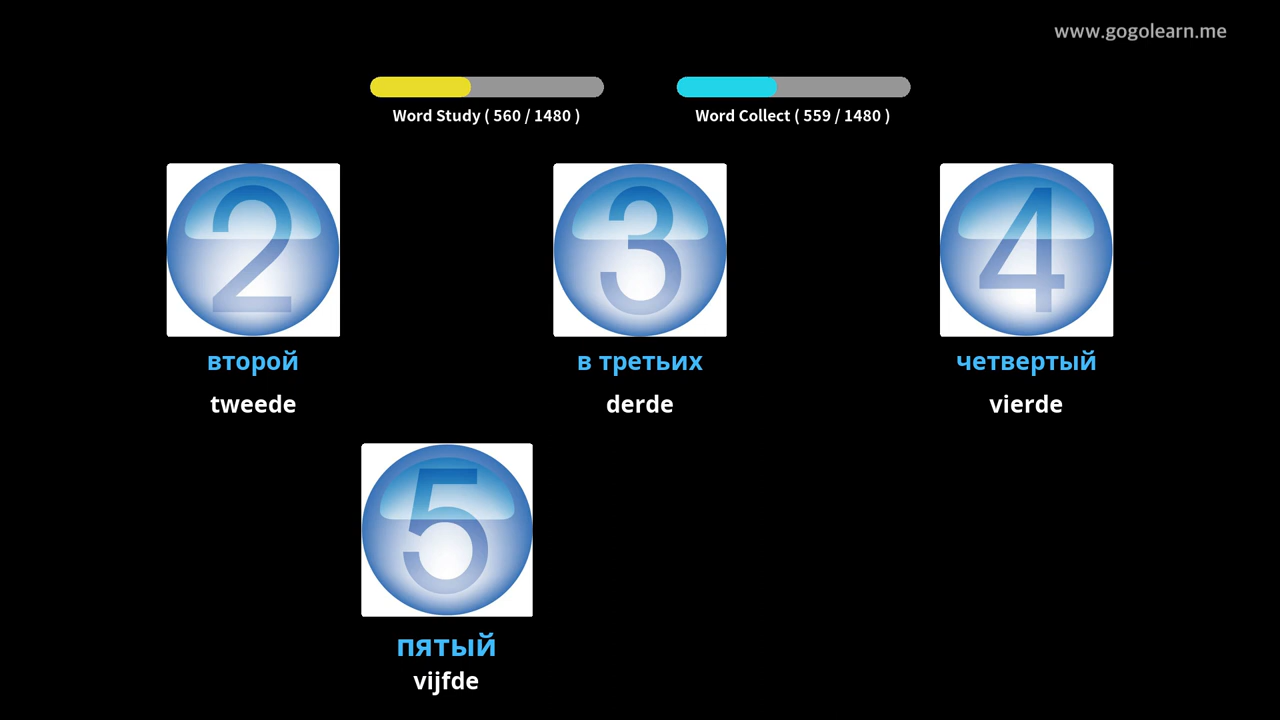 www.gogolearn.me
Word Study ( 560 / 1480 )
Word Collect ( 559 / 1480 )
2
3
4
второй
в третьих
четвертый
tweede
derde
vierde
5
пятый
vijfde